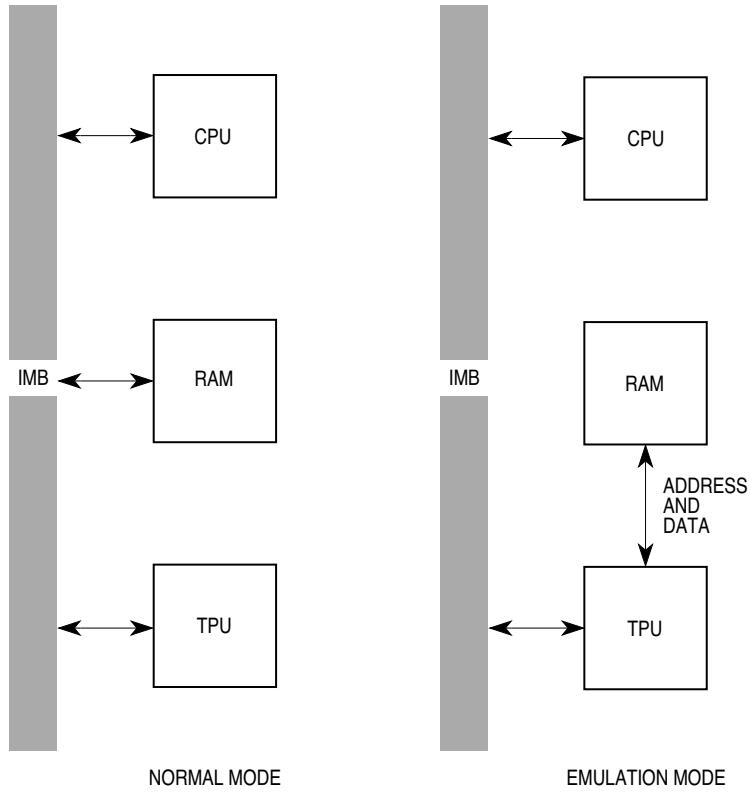 CPU
IMB
RAM
TPU
NORMAL MODE
CPU
IMB
RAM
ADDRESS
AND
DATA
TPU
EMULATION MODE